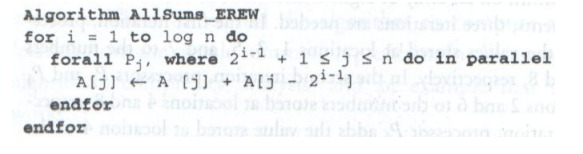 Algorithm AllSums_EREW
for i = 1 to log n do
forall Pj, where 2^{i-1} + 1 ≤ j ≤ n do in parallel
A[j] ← A [j] + A[j - 2^{i-1}]
endfor
endfor